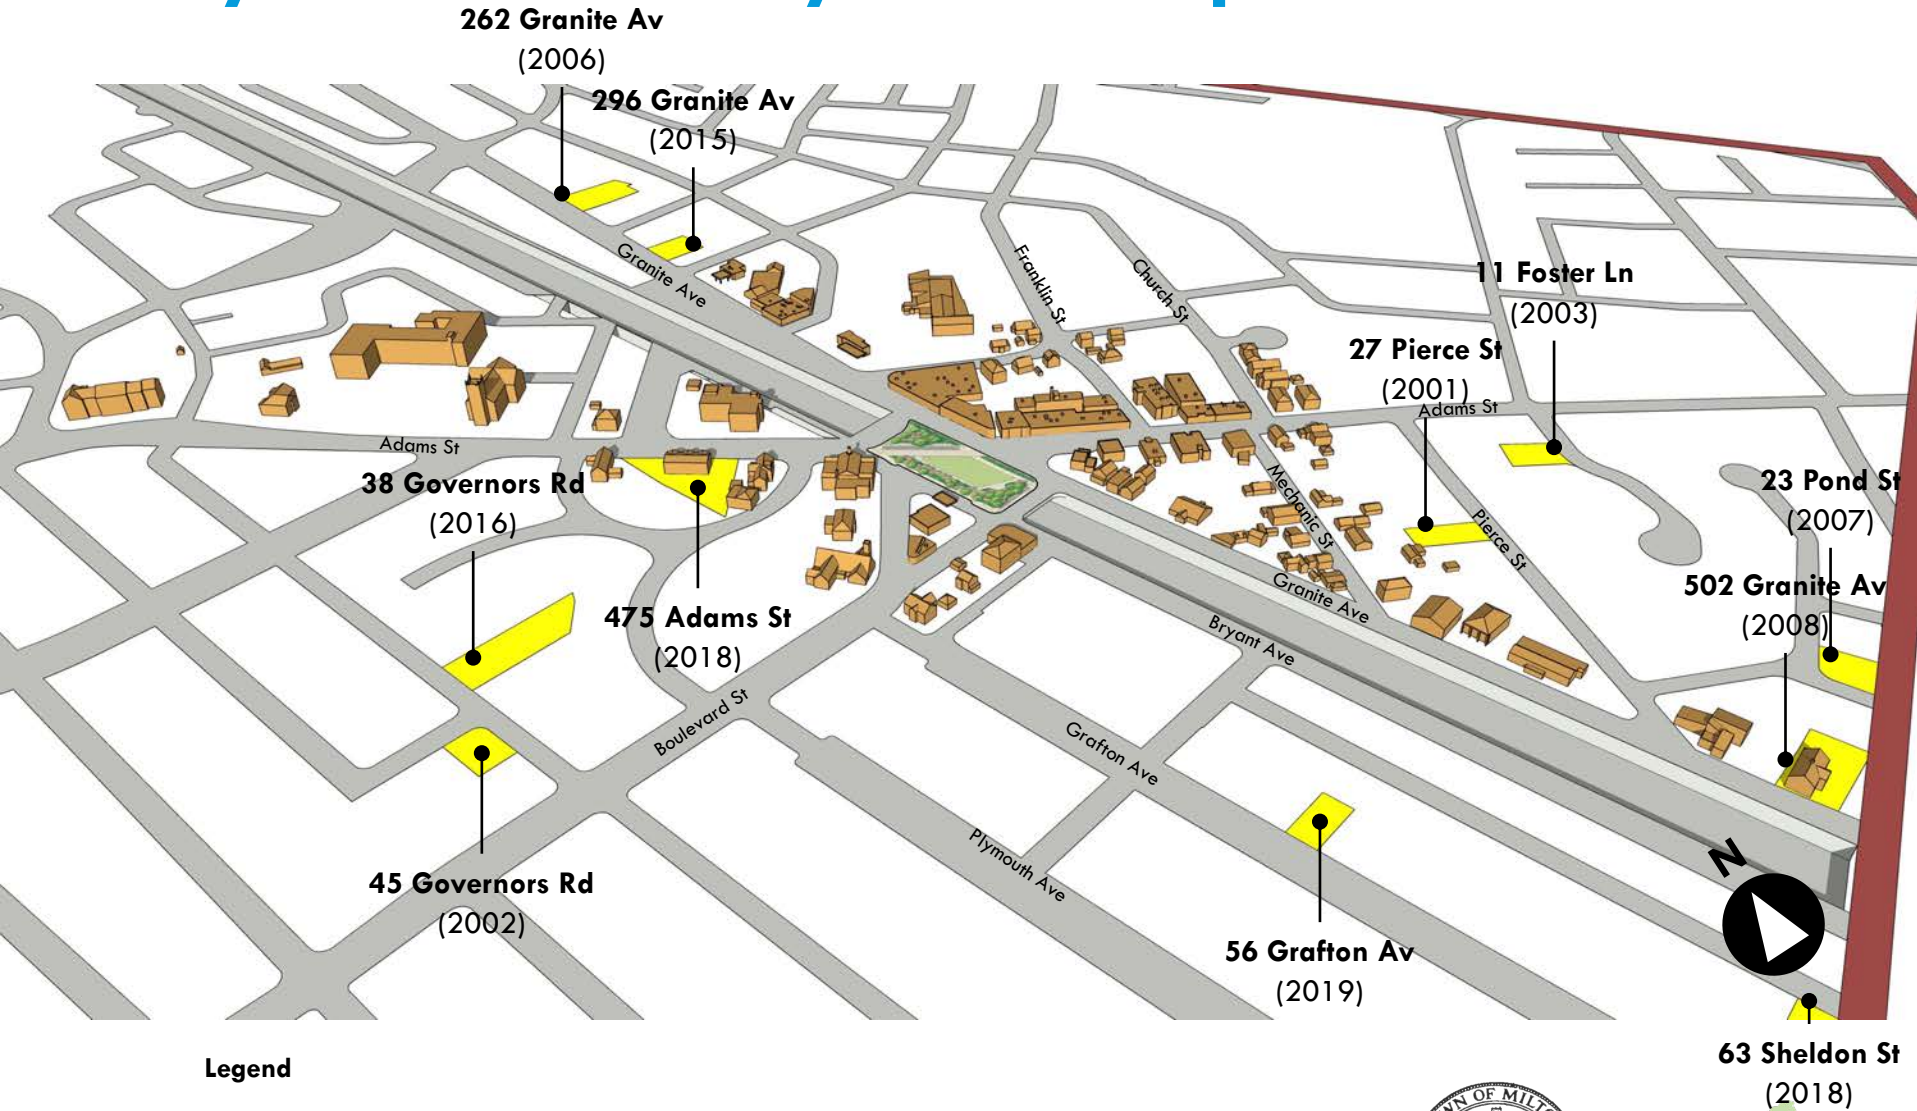 262 Granite Av
(2006)
296 Granite Av
(2015)
Granite Ave
Franklin St
Church St
11 Foster Ln
(2003)
27 Pierce St
(2001)
Adams St
Adams St
38 Governors Rd
(2016)
Mechanic St
Pierce St
23 Pond St
(2007)
502 Granite Av
(2008)
475 Adams St
(2018)
Granite Ave
Bryant Ave
Boulevard St
Grafton Ave
Plymouth Ave
45 Governors Rd
(2002)
56 Grafton Av
(2019)
N
63 Sheldon St
(2018)
Legend
WN OF MILTO